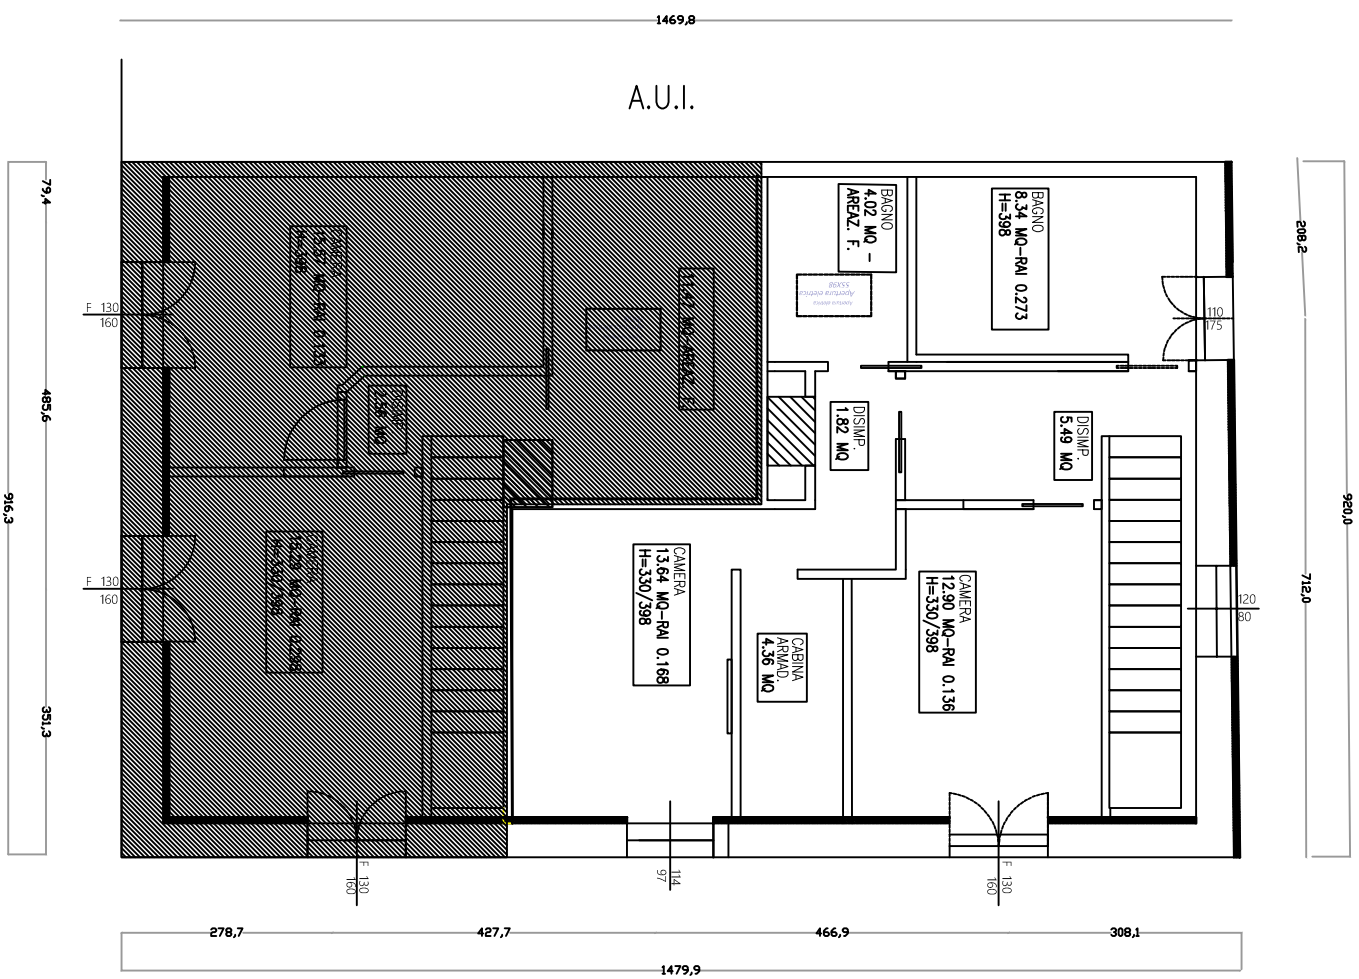 1469,8
A.U.I.
79,4
485,6
351,3
916,3
208,2
712,0
920,0
BAGNO
4.02 MQ -
AREAZ. F.
Apertura elettrica
55X98
BAGNO
8.34 MQ-RAI 0.273
H=398
DISIMP.
1.82 MQ
DISIMP.
5.49 MQ
CAMERA
13.64 MQ-RAI 0.168
H=330/398
CABINA
ARMAD.
4.36 MQ
CAMERA
12.90 MQ-RAI 0.136
H=330/398
F 130
160
F 130
160
110
175
120
80
F 130
160
114
97
F 130
160
278,7
427,7
466,9
308,1
1479,9